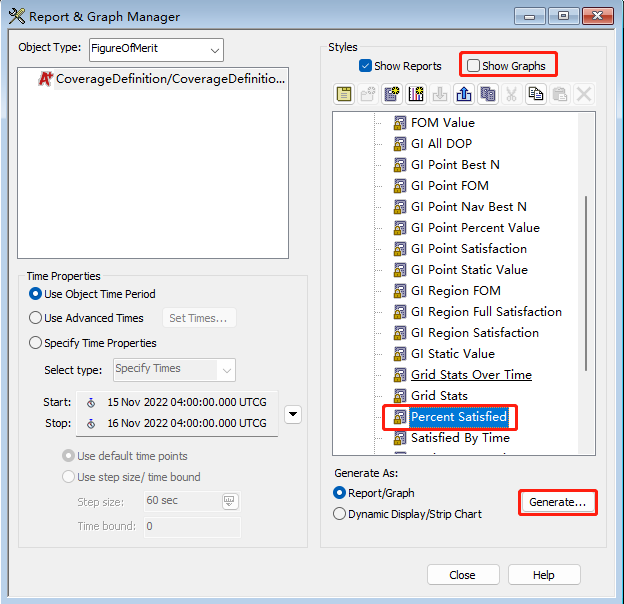 Report & Graph Manager
Object Type: FigureOfMerit
CoverageDefinition/CoverageDefinitio...
Time Properties
Use Object Time Period
Use Advanced Times Set Times...
Specify Time Properties
Select type: Specify Times
Start: 15 Nov 2022 04:00:00.000 UTCG
Stop: 16 Nov 2022 04:00:00.000 UTCG
Use default time points
Use step size/ time bound
Step size: 60 sec
Time bound: 0
Styles
Show Reports Show Graphs
FOM Value
GI All DOP
GI Point Best N
GI Point FOM
GI Point Nav Best N
GI Point Percent Value
GI Point Satisfaction
GI Point Static Value
GI Region FOM
GI Region Full Satisfaction
GI Region Satisfaction
GI Static Value
Grid Stats Over Time
Grid Stats
Percent Satisfied
Satisfied By Time
Generate As:
Report/Graph
Dynamic Display/Strip Chart
Generate...
Close Help